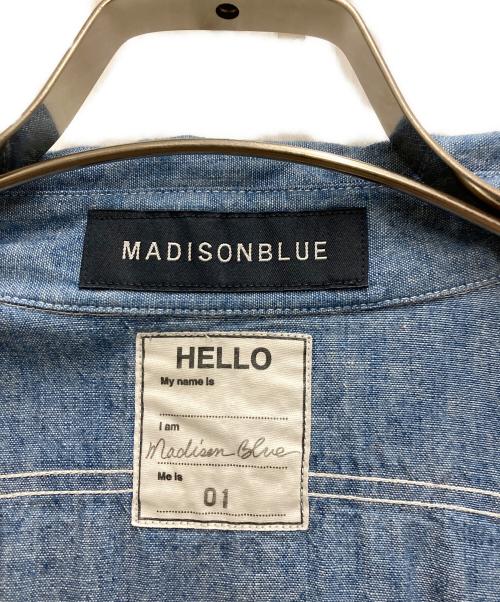 MADISONBLUE
HELLO
My name is
I am
Madison Blue
Me is
01